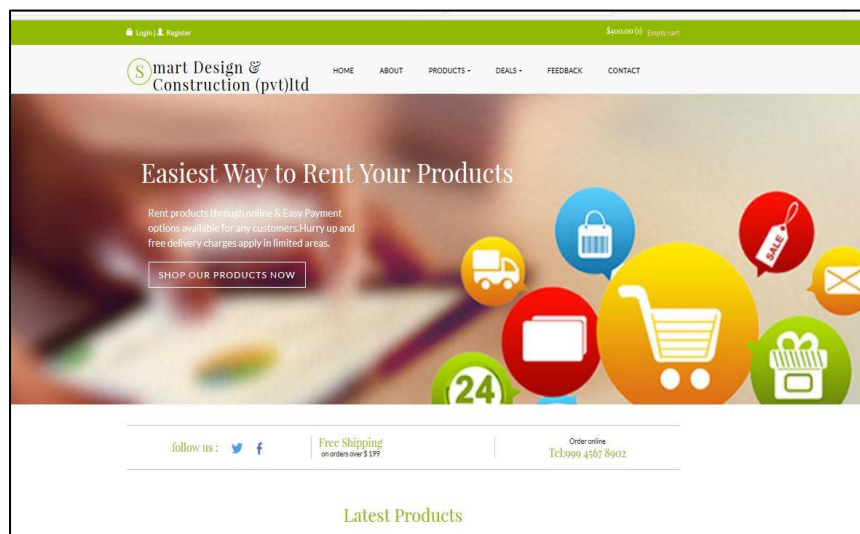 Login | Register
$400.00 (1) Empty cart
Smart Design &
Construction (pvt)ltd
HOME ABOUT PRODUCTS DEALS FEEDBACK CONTACT
Easiest Way to Rent Your Products
Rent products through online & Easy Payment
options available for any customers.Hurry up and
free delivery charges apply in limited areas.
SHOP OUR PRODUCTS NOW
SALE
24
follow us :
Free Shipping
on orders over $ 199
Order online
Tel:999 4567 8902
Latest Products